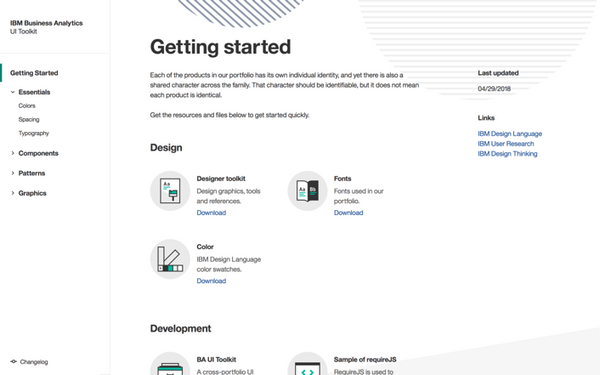 IBM Business Analytics
UI Toolkit
Getting Started
Essentials
Colors
Spacing
Typography
Components
Patterns
Graphics
Changelog
Getting started
Each of the products in our portfolio has its own individual identity, and yet there is also a
shared character across the family. That character should be identifiable, but it does not mean
each product is identical.
Get the resources and files below to get started quickly.
Last updated
04/29/2018
Links
IBM Design Language
IBM User Research
IBM Design Thinking
Design
Aa
Designer toolkit
Design graphics, tools
and references.
Download
Aa
Bb
Fonts
Fonts used in our
portfolio.
Download
Color
IBM Design Language
color swatches.
Download
Development
BA UI Toolkit
A cross-portfolio UI
Sample of requireJS
RequireJS is used to